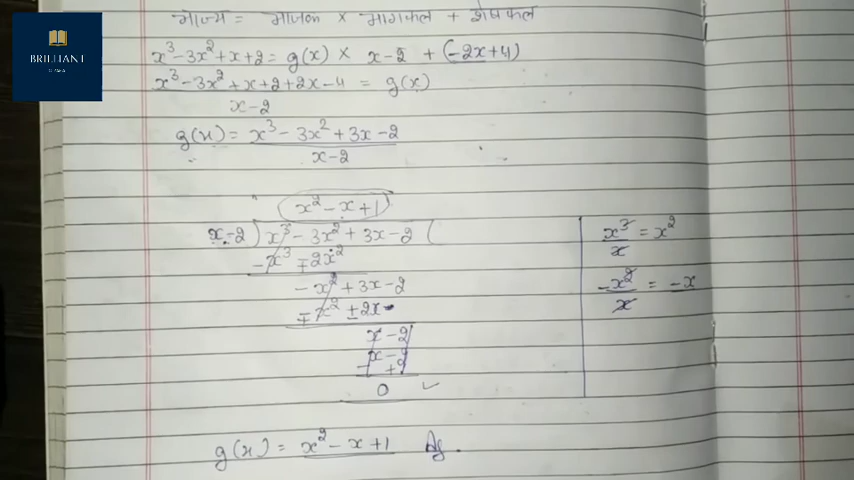 BRILLIANT
भाज्य = भाजक × भागफल + शेषफल
x³-3x²+x+2 = g(x) × x-2 + (-2x+4)
x³-3x²+x+2+2x-4 = g(x)
x-2
g(x) = x³-3x²+3x-2
x-2
x²-x+1
x-2) x³-3x²+3x-2 (
-x³∓2x²
-x²+3x-2
∓x²±2x
x-2
x-2
- +
0 ✓
x³/x = x²
-x²/x = -x
g(x) = x²-x+1 Ag.